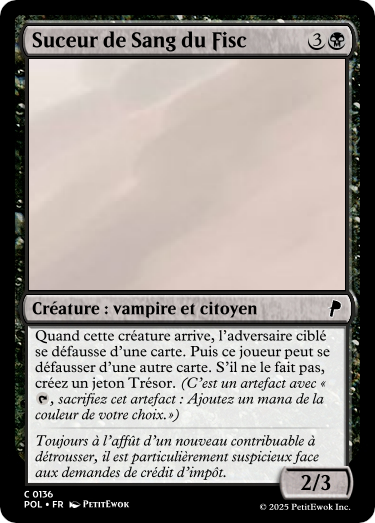 Suceur de Sang du Fisc 3
Créature : vampire et citoyen
Quand cette créature arrive, l'adversaire ciblé
se défausse d'une carte. Puis ce joueur peut se
défausser d'une autre carte. S'il ne le fait pas,
créez un jeton Trésor. (C'est un artefact avec «
, sacrifiez cet artefact : Ajoutez un mana de la
couleur de votre choix.»)
Toujours à l'affût d'un nouveau contribuable à
détrousser, il est particulièrement suspicieux face
aux demandes de crédit d'impôt.
2/3
C 0136
POL • FR PetitEwok
© 2025 PetitEwok Inc.